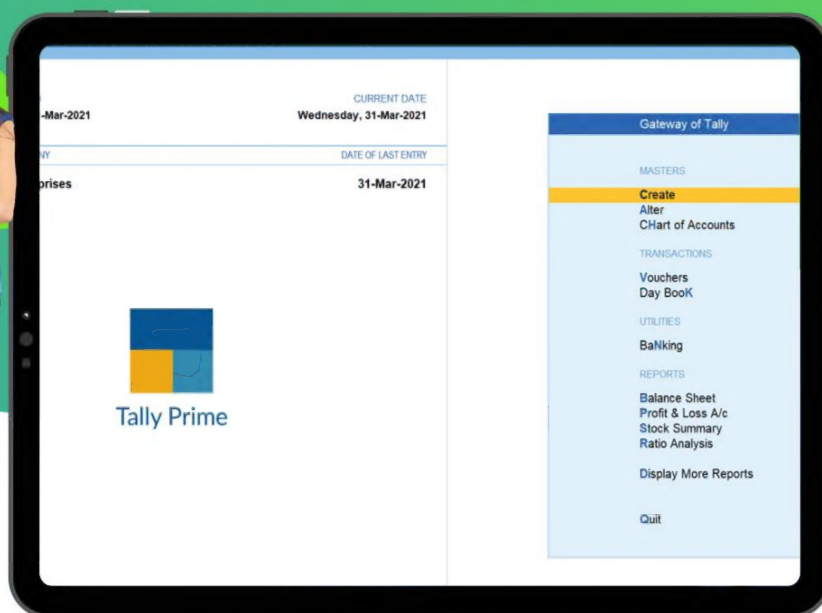 -Mar-2021
CURRENT DATE
Wednesday, 31-Mar-2021
NY
DATE OF LAST ENTRY
prises
31-Mar-2021
Tally Prime
Gateway of Tally
MASTERS
Create
Alter
CHart of Accounts
TRANSACTIONS
Vouchers
Day BooK
UTILITIES
BaNking
REPORTS
Balance Sheet
Profit & Loss A/c
Stock Summary
Ratio Analysis
Display More Reports
Quit